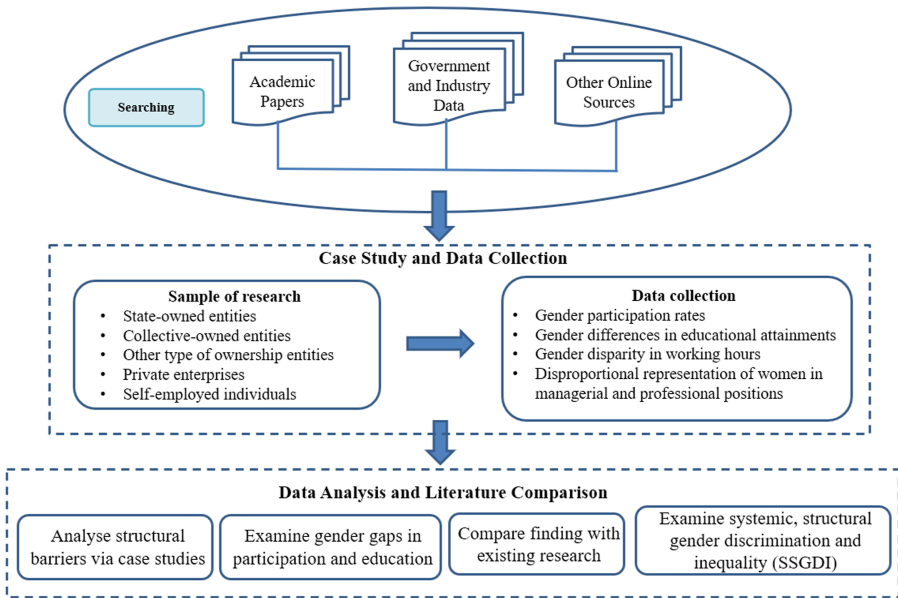 Searching
Academic
Papers
Government
and Industry
Data
Other Online
Sources
Case Study and Data Collection
Sample of research
• State-owned entities
• Collective-owned entities
• Other type of ownership entities
• Private enterprises
• Self-employed individuals
Data collection
• Gender participation rates
• Gender differences in educational attainments
• Gender disparity in working hours
• Disproportional representation of women in
managerial and professional positions
Data Analysis and Literature Comparison
Analyse structural
barriers via case studies
Examine gender gaps in
participation and education
Compare finding with
existing research
Examine systemic, structural
gender discrimination and
inequality (SSGDI)